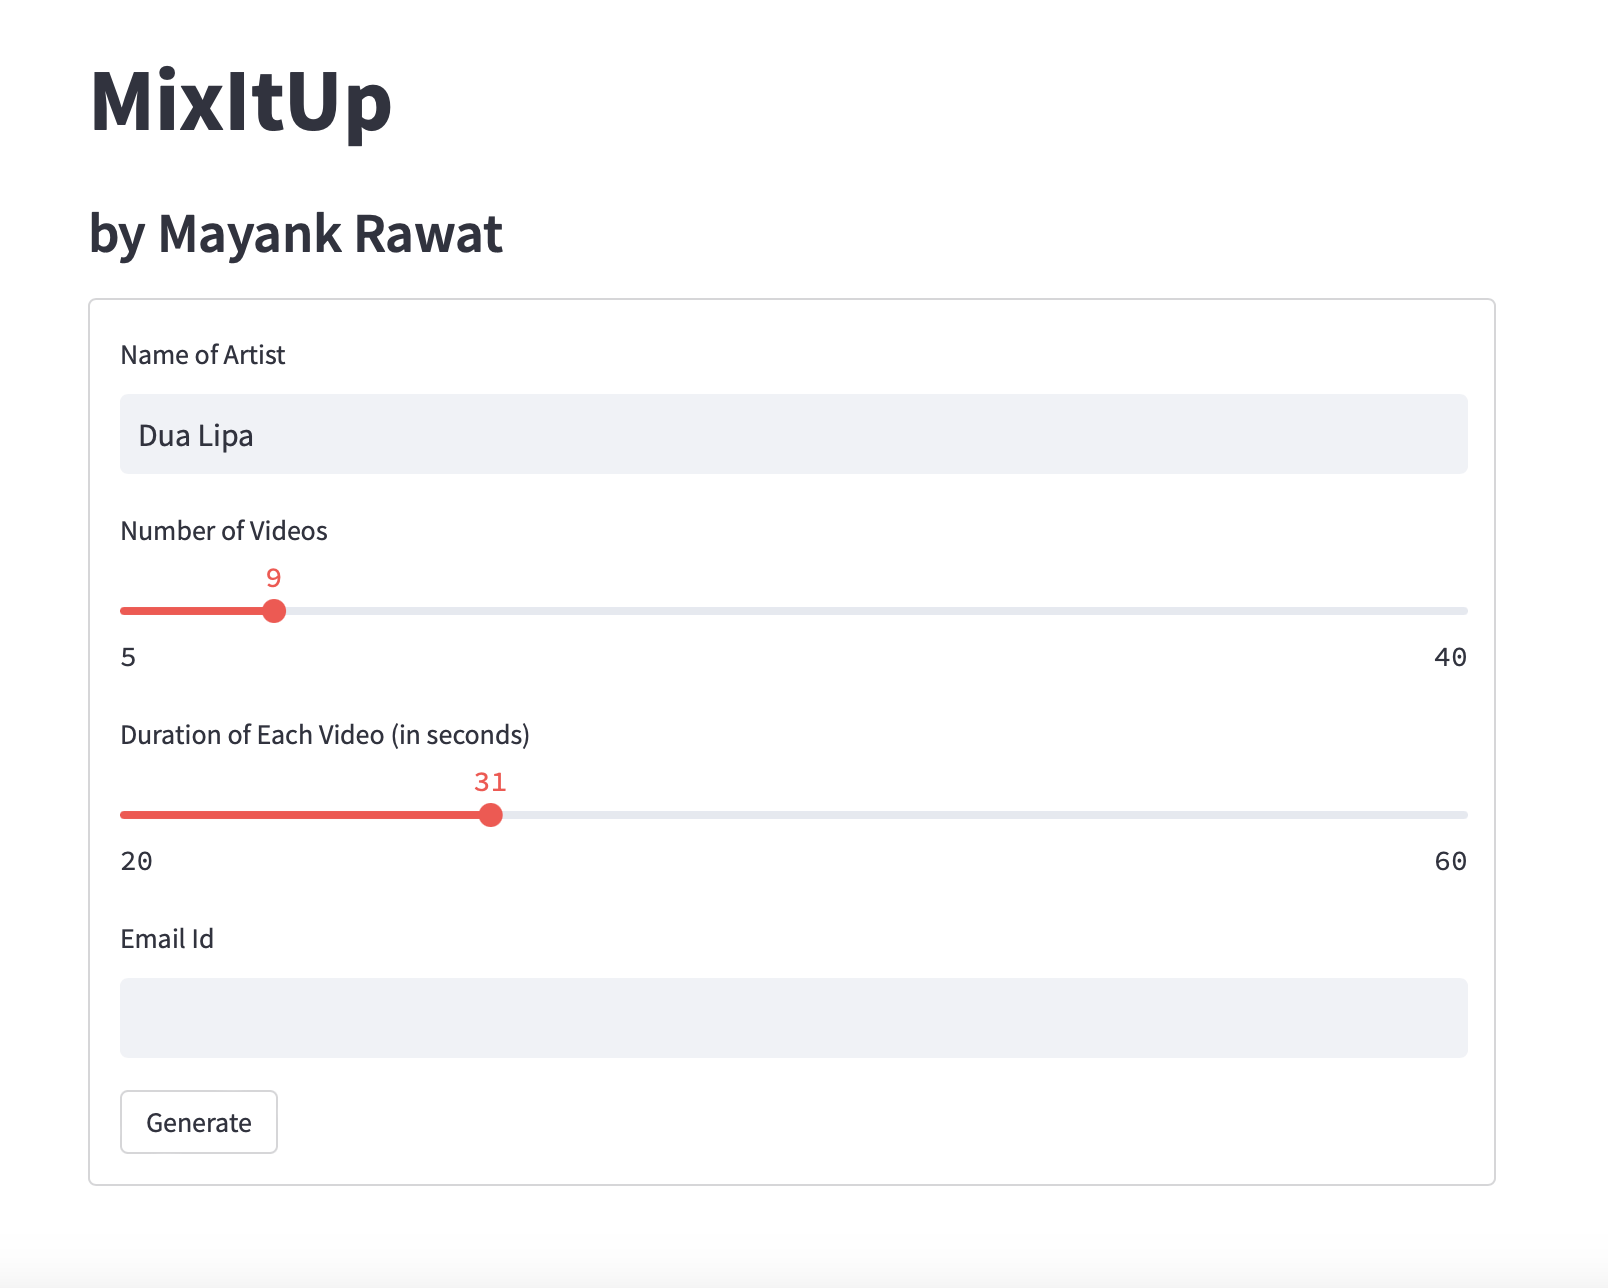 MixItUp
by Mayank Rawat
Name of Artist
Dua Lipa
Number of Videos
9
5 40
Duration of Each Video (in seconds)
31
20 60
Email Id
Generate